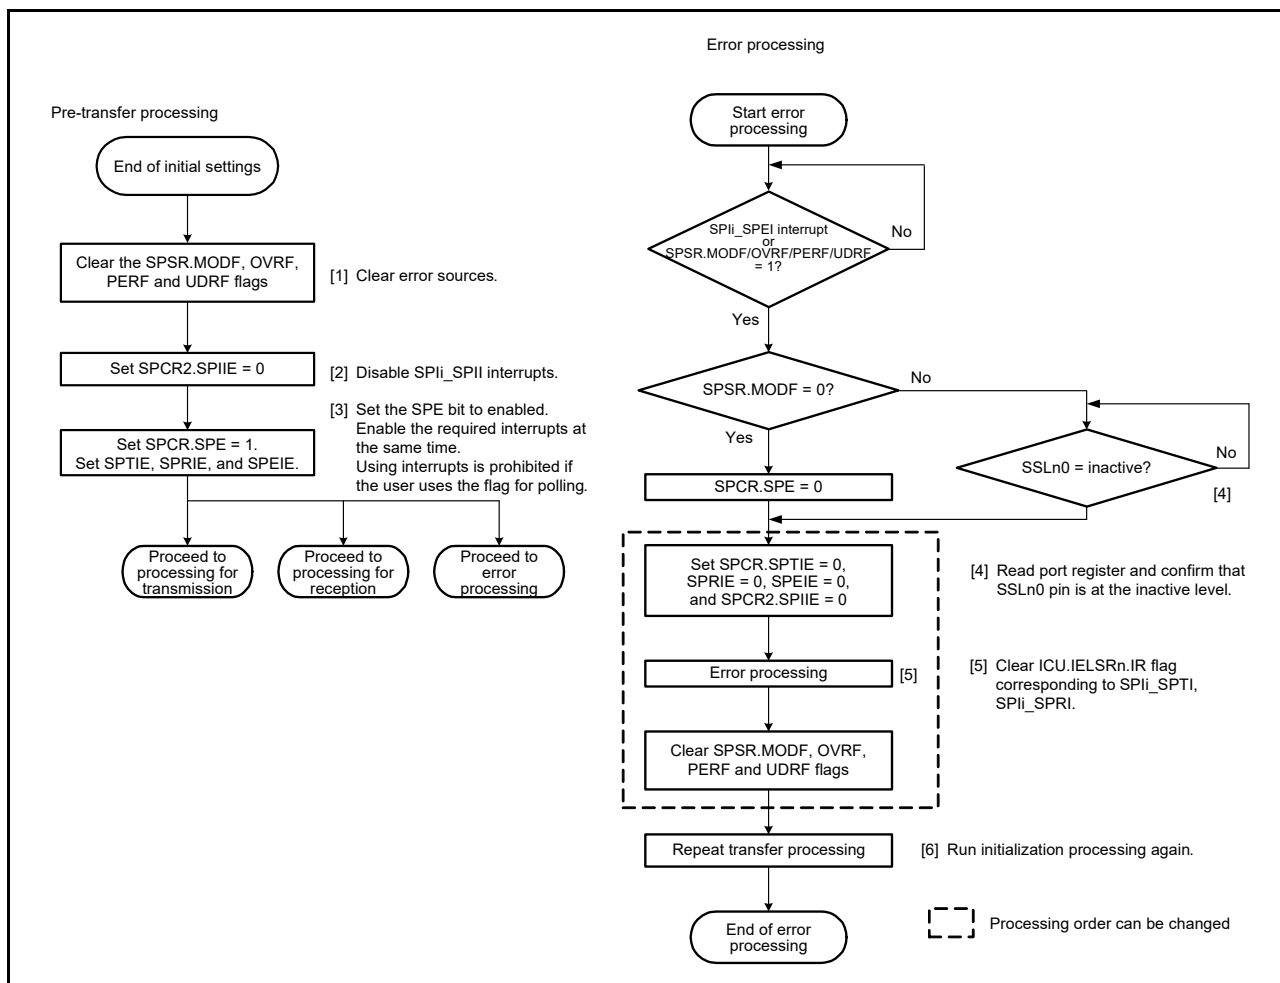 Pre-transfer processing
End of initial settings
Clear the SPSR.MODF, OVRF,
PERF and UDRF flags
[1] Clear error sources.
Set SPCR2.SPIIE = 0
[2] Disable SPIi_SPII interrupts.
Set SPCR.SPE = 1.
Set SPTIE, SPRIE, and SPEIE.
[3] Set the SPE bit to enabled.
Enable the required interrupts at
the same time.
Using interrupts is prohibited if
the user uses the flag for polling.
Proceed to
processing for
transmission
Proceed to
processing for
reception
Proceed to
error
processing
Error processing
Start error
processing
SPIi_SPEI interrupt
or
SPSR.MODF/OVRF/PERF/UDRF
= 1?
No
Yes
SPSR.MODF = 0?
No
Yes
SSLn0 = inactive?
No
[4]
SPCR.SPE = 0
Set SPCR.SPTIE = 0,
SPRIE = 0, SPEIE = 0,
and SPCR2.SPIIE = 0
[4] Read port register and confirm that
SSLn0 pin is at the inactive level.
Error processing
[5]
[5] Clear ICU.IELSRn.IR flag
corresponding to SPIi_SPTI,
SPIi_SPRI.
Clear SPSR.MODF, OVRF,
PERF and UDRF flags
Repeat transfer processing
[6] Run initialization processing again.
End of error
processing
Processing order can be changed